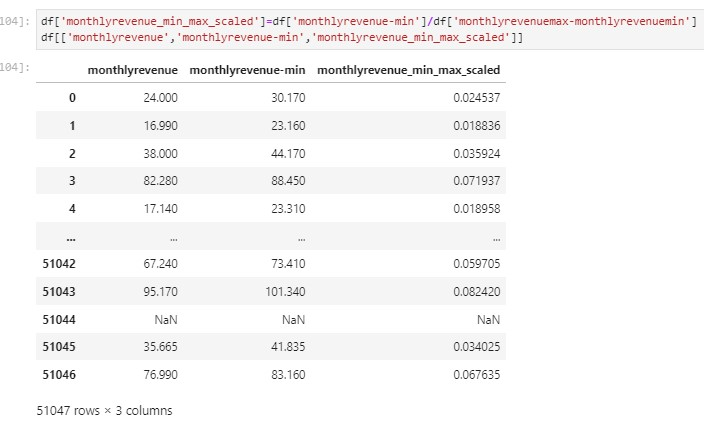 104]: df['monthlyrevenue_min_max_scaled']=df['monthlyrevenue-min']/df['monthlyrevenuemax-monthlyrevenuemin']
df[['monthlyrevenue','monthlyrevenue-min','monthlyrevenue_min_max_scaled']]
104]: monthlyrevenue monthlyrevenue-min monthlyrevenue_min_max_scaled
0 24.000 30.170 0.024537
1 16.990 23.160 0.018836
2 38.000 44.170 0.035924
3 82.280 88.450 0.071937
4 17.140 23.310 0.018958
... ... ... ...
51042 67.240 73.410 0.059705
51043 95.170 101.340 0.082420
51044 NaN NaN NaN
51045 35.665 41.835 0.034025
51046 76.990 83.160 0.067635
51047 rows × 3 columns